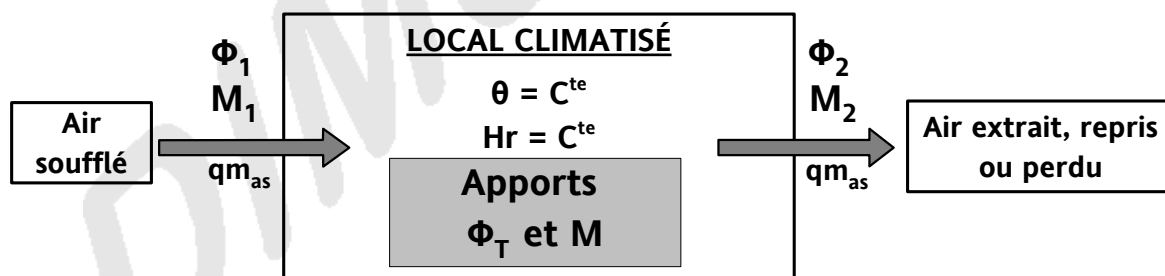 LOCAL CLIMATISÉ
Φ₁
M₁
qmₐₛ
Air
soufflé
θ = Cᵗᵉ
Hr = Cᵗᵉ
Apports
Φ_T et M
Φ₂
M₂
qmₐₛ
Air extrait, repris
ou perdu